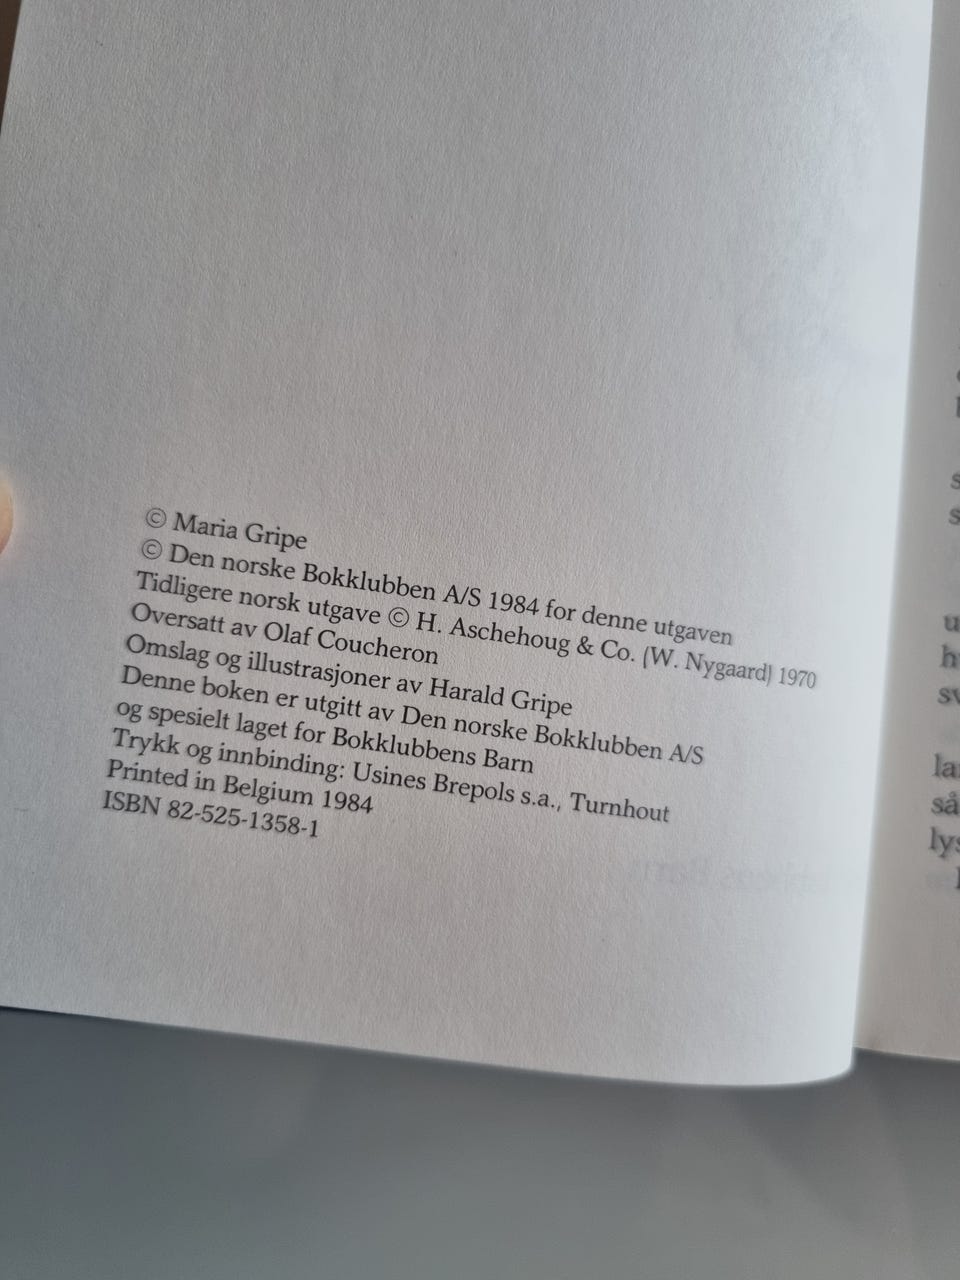 © Maria Gripe
© Den norske Bokklubben A/S 1984 for denne utgaven
Tidligere norsk utgave © H. Aschehoug & Co. (W. Nygaard) 1970
Oversatt av Olaf Coucheron
Omslag og illustrasjoner av Harald Gripe
Denne boken er utgitt av Den norske Bokklubben A/S
og spesielt laget for Bokklubbens Barn
Trykk og innbinding: Usines Brepols s.a., Turnhout
Printed in Belgium 1984
ISBN 82-525-1358-1